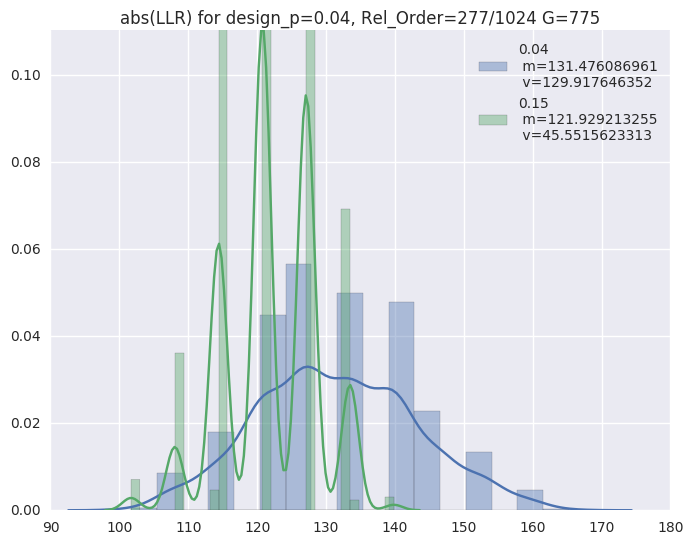 abs(LLR) for design_p=0.04, Rel_Order=277/1024 G=775
0.04
m=131.476086961
v=129.917646352
0.15
m=121.929213255
v=45.5515623313
0.10
0.08
0.06
0.04
0.02
0.00
90 100 110 120 130 140 150 160 170 180